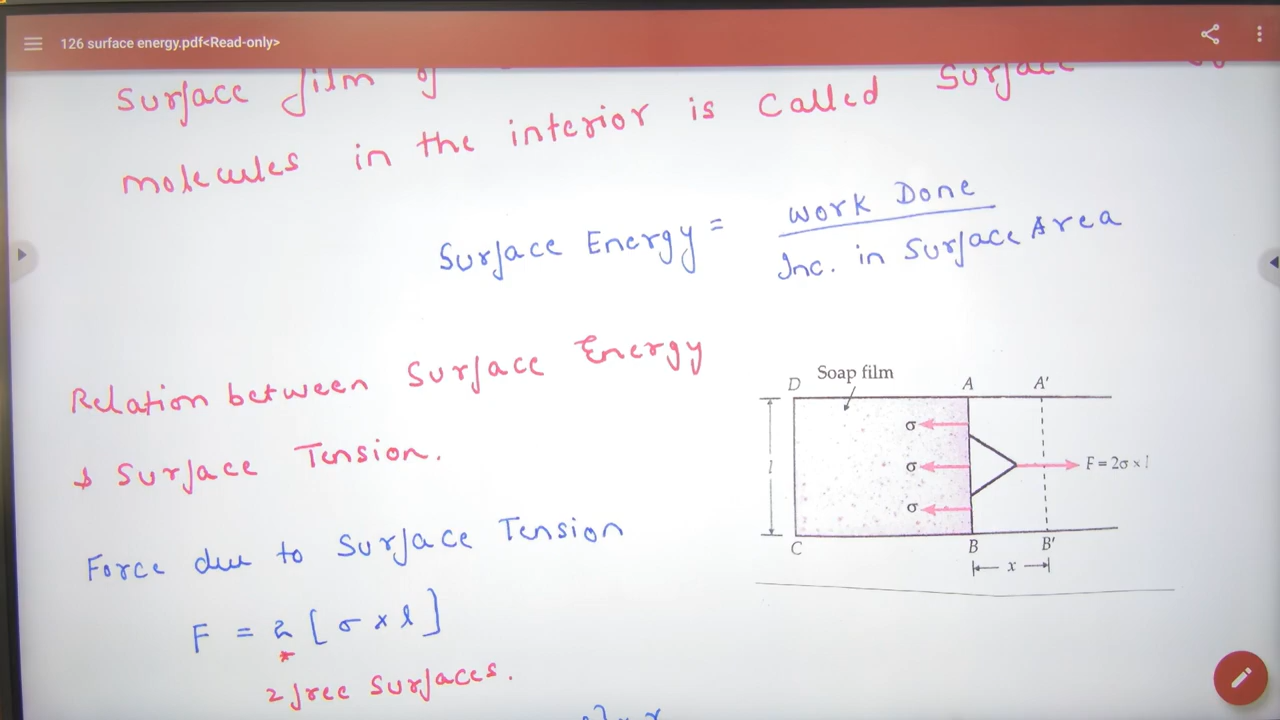 126 surface energy.pdf<Read-only>
Surface film of
molecules in the interior is called Surface
Surface Energy = Work Done
Inc. in Surface Area
Relation between Surface Energy
& Surface Tension.
Soap film
D A A'
σ
σ
σ
l
F = 2σ × l
C B B'
x
Force due to Surface Tension
F = 2 [ σ × l ]
*
2 free surfaces.